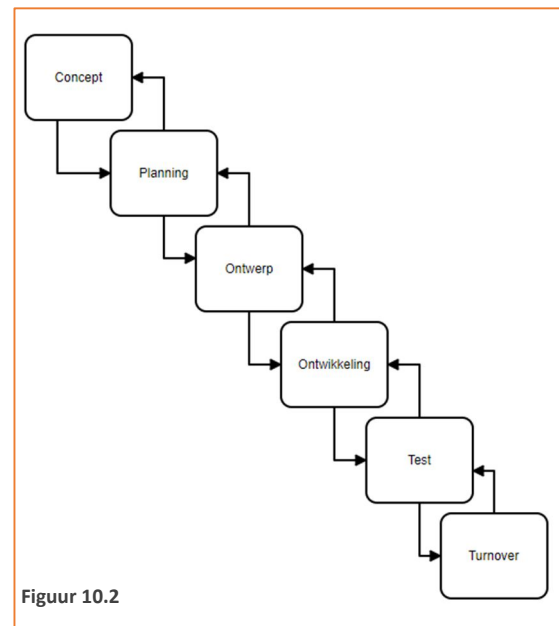 Concept
Planning
Ontwerp
Ontwikkeling
Test
Turnover
Figuur 10.2